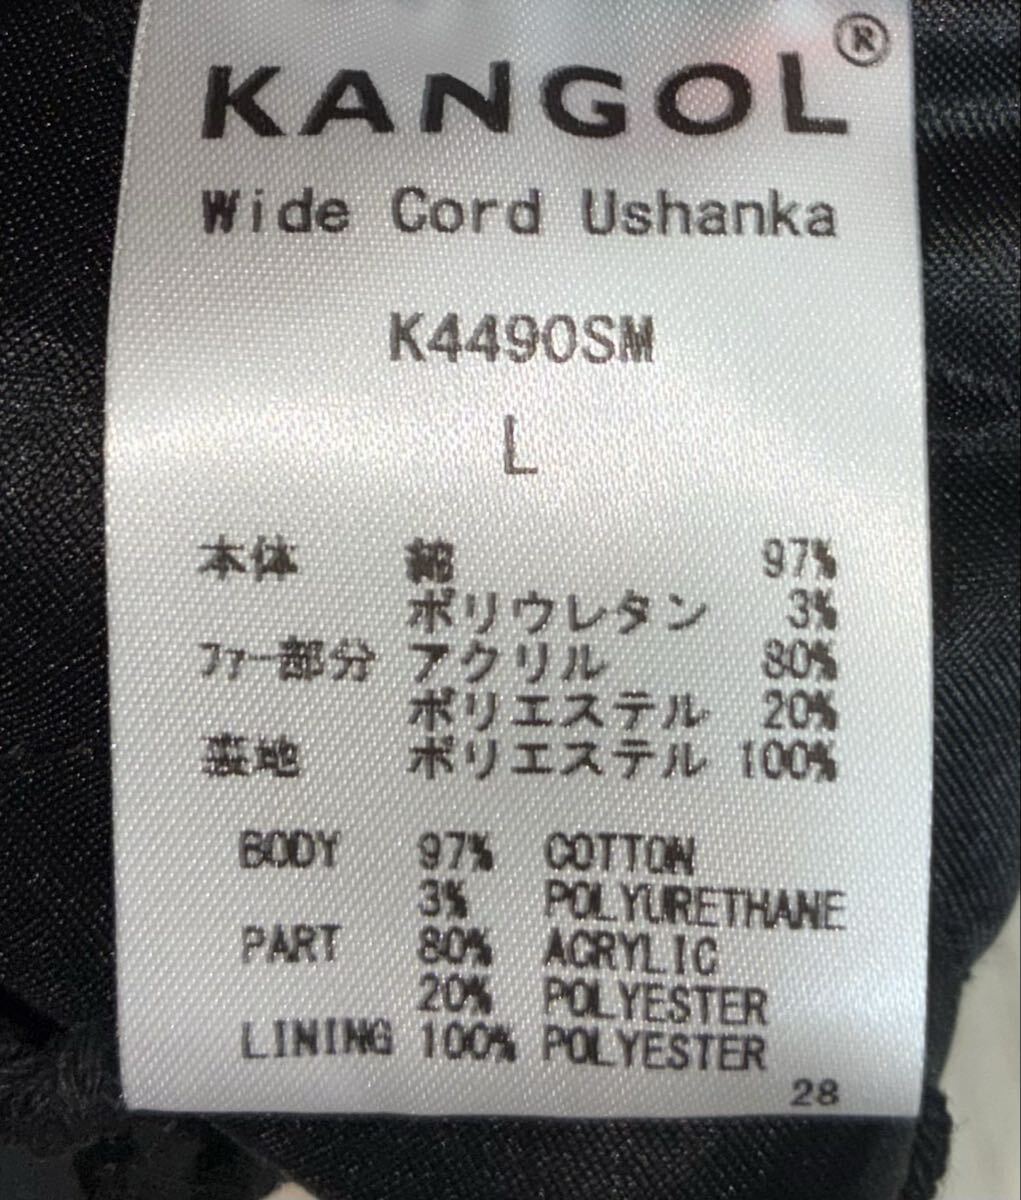 KANGOL®
Wide Cord Ushanka
K4490SM
L
本体 綿 97%
ポリウレタン 3%
ファー部分 アクリル 80%
ポリエステル 20%
裏地 ポリエステル 100%
BODY 97% COTTON
3% POLYURETHANE
PART 80% ACRYLIC
20% POLYESTER
LINING 100% POLYESTER
28